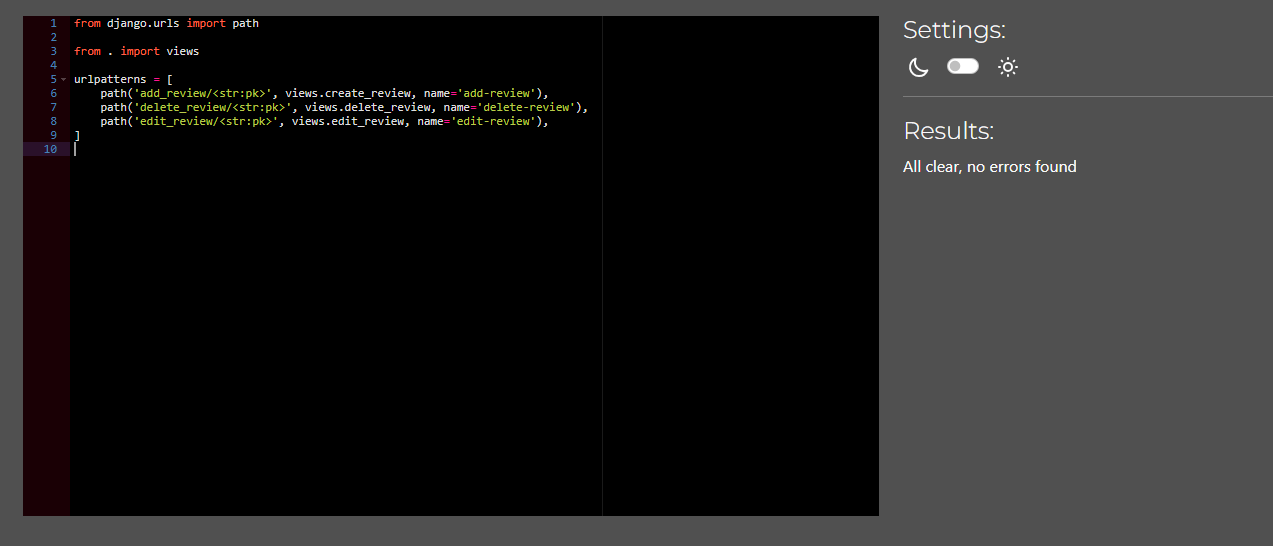 1 from django.urls import path
2
3 from . import views
4
5 urlpatterns = [
6     path('add_review/<str:pk>', views.create_review, name='add-review'),
7     path('delete_review/<str:pk>', views.delete_review, name='delete-review'),
8     path('edit_review/<str:pk>', views.edit_review, name='edit-review'),
9 ]
10
Settings:
Results:
All clear, no errors found